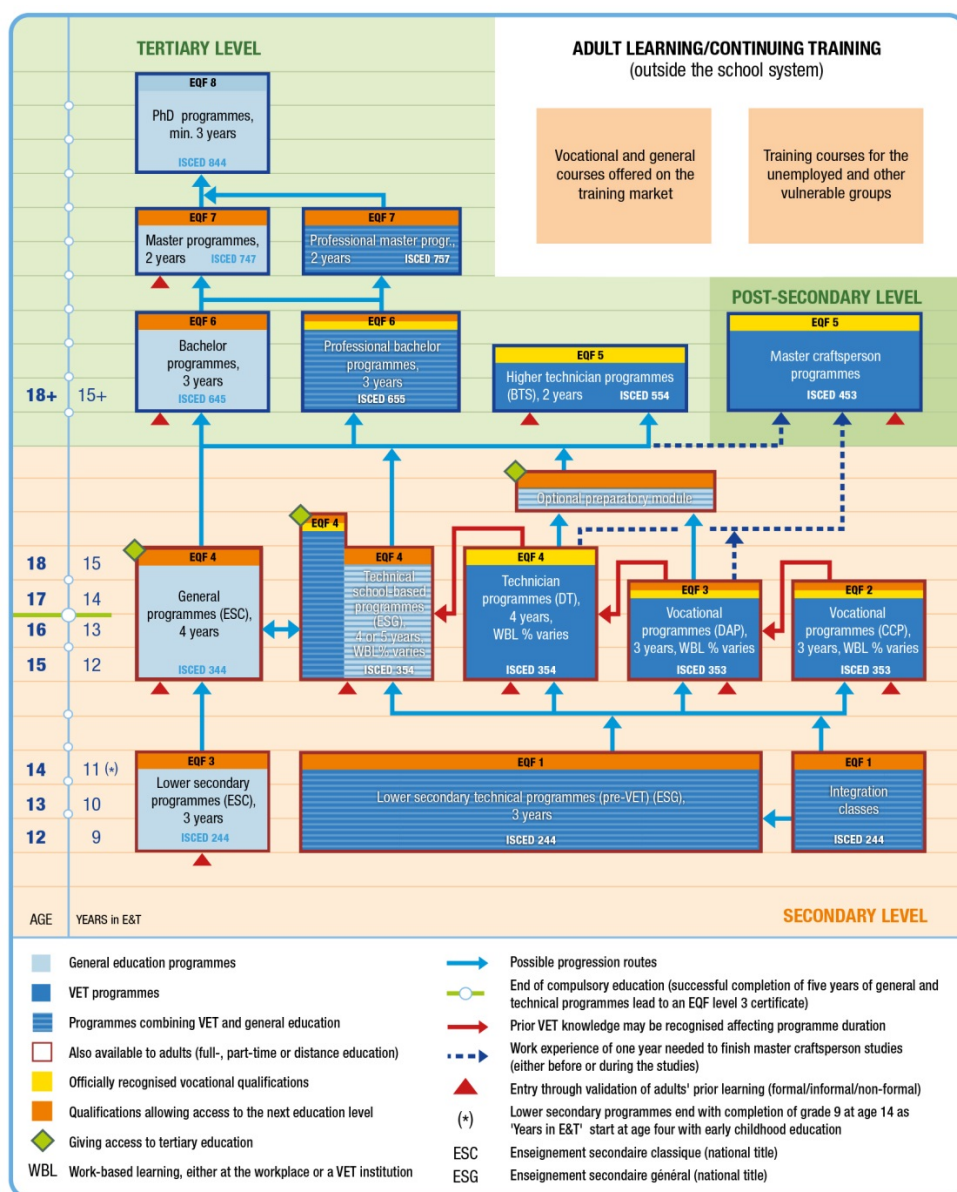 TERTIARY LEVEL
ADULT LEARNING/CONTINUING TRAINING
(outside the school system)
Vocational and general
courses offered on the
training market
Training courses for the
unemployed and other
vulnerable groups
EQF 8
PhD programmes,
min. 3 years
ISCED 844
EQF 7
Master programmes,
2 years ISCED 747
EQF 7
Professional master progr.,
2 years ISCED 757
POST-SECONDARY LEVEL
EQF 6
Bachelor
programmes,
3 years
ISCED 645
EQF 6
Professional bachelor
programmes,
3 years
ISCED 655
EQF 5
Higher technician programmes
(BTS), 2 years ISCED 554
EQF 5
Master craftsperson
programmes
ISCED 453
18+ 15+
Optional preparatory module
18 15
17 14
16 13
15 12
EQF 4
General
programmes (ESC),
4 years
ISCED 344
EQF 4
EQF 4
Technical
school-based
programmes
(ESG),
4 or 5 years,
WBL% varies
ISCED 354
EQF 4
Technician
programmes (DT),
4 years,
WBL % varies
ISCED 354
EQF 3
Vocational
programmes (DAP),
3 years, WBL % varies
ISCED 353
EQF 2
Vocational
programmes (CCP),
3 years, WBL % varies
ISCED 353
14 11 (*)
13 10
12 9
EQF 3
Lower secondary
programmes (ESC),
3 years
ISCED 244
EQF 1
Lower secondary technical programmes (pre-VET) (ESG),
3 years
ISCED 244
EQF 1
Integration
classes
ISCED 244
AGE YEARS in E&T
SECONDARY LEVEL
General education programmes
VET programmes
Programmes combining VET and general education
Also available to adults (full-, part-time or distance education)
Officially recognised vocational qualifications
Qualifications allowing access to the next education level
Giving access to tertiary education
WBL Work-based learning, either at the workplace or a VET institution
Possible progression routes
End of compulsory education (successful completion of five years of general and
technical programmes lead to an EQF level 3 certificate)
Prior VET knowledge may be recognised affecting programme duration
Work experience of one year needed to finish master craftsperson studies
(either before or during the studies)
Entry through validation of adults' prior learning (formal/informal/non-formal)
(*) Lower secondary programmes end with completion of grade 9 at age 14 as
'Years in E&T' start at age four with early childhood education
ESC Enseignement secondaire classique (national title)
ESG Enseignement secondaire général (national title)